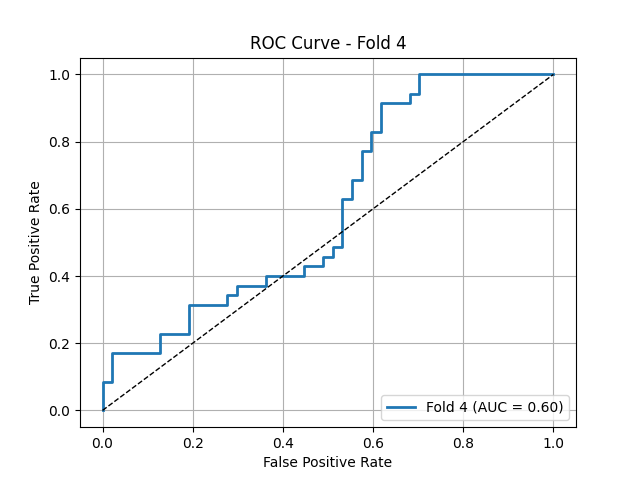 ROC Curve - Fold 4
True Positive Rate
1.0
0.8
0.6
0.4
0.2
0.0
Fold 4 (AUC = 0.60)
0.0 0.2 0.4 0.6 0.8 1.0
False Positive Rate